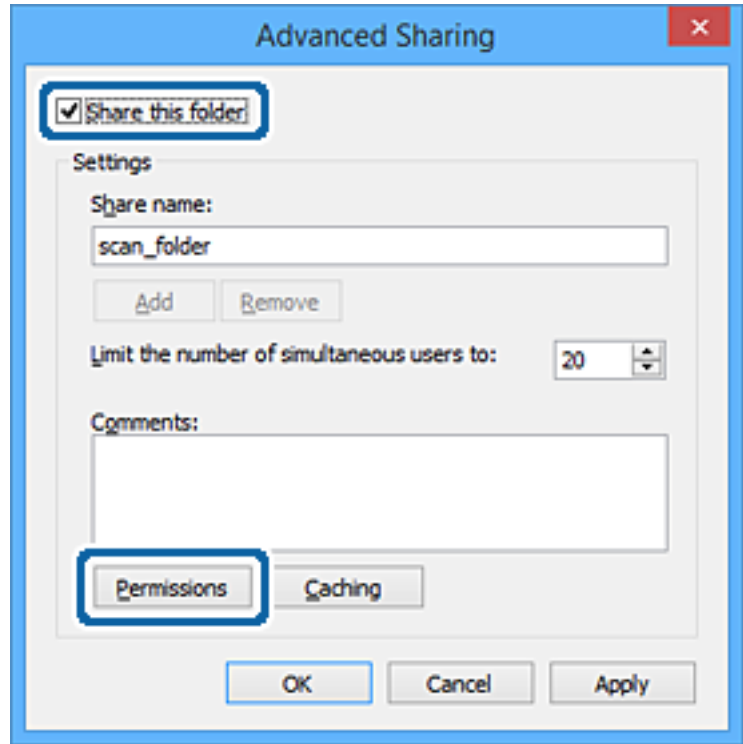 Advanced Sharing
Share this folder
Settings
Share name:
scan_folder
Add Remove
Limit the number of simultaneous users to: 20
Comments:
Permissions Caching
OK Cancel Apply